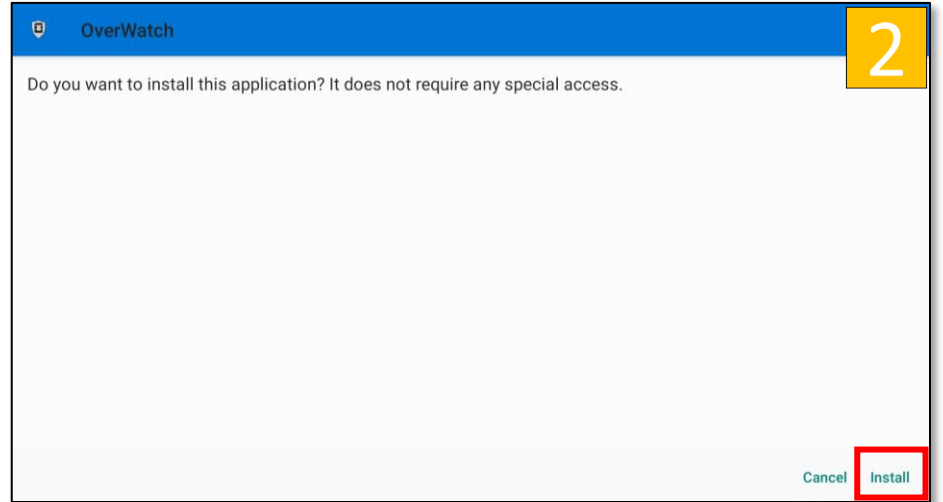 OverWatch
2
Do you want to install this application? It does not require any special access.
Cancel Install